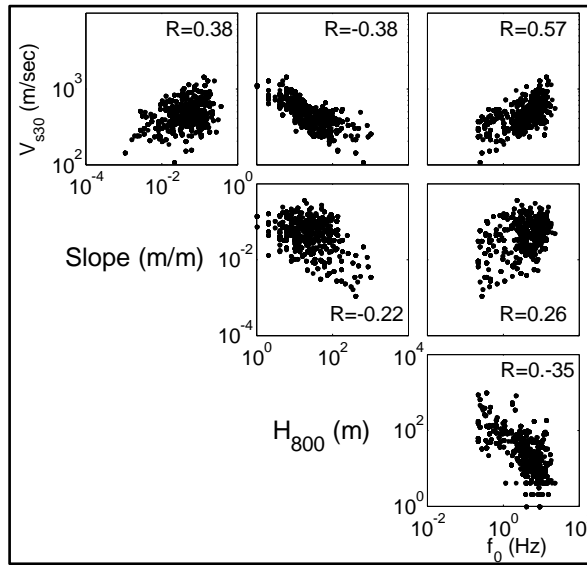 R=0.38 R=-0.38 R=0.57
V_s30 (m/sec)
10^3
10^2
10^-4 10^-2 10^0
10^0
Slope (m/m)
10^-2
R=-0.22 R=0.26
10^-4
10^0 10^2 10^4
R=0.-35
H_800 (m)
10^2
10^0
10^-2 10^0 10
f_0 (Hz)